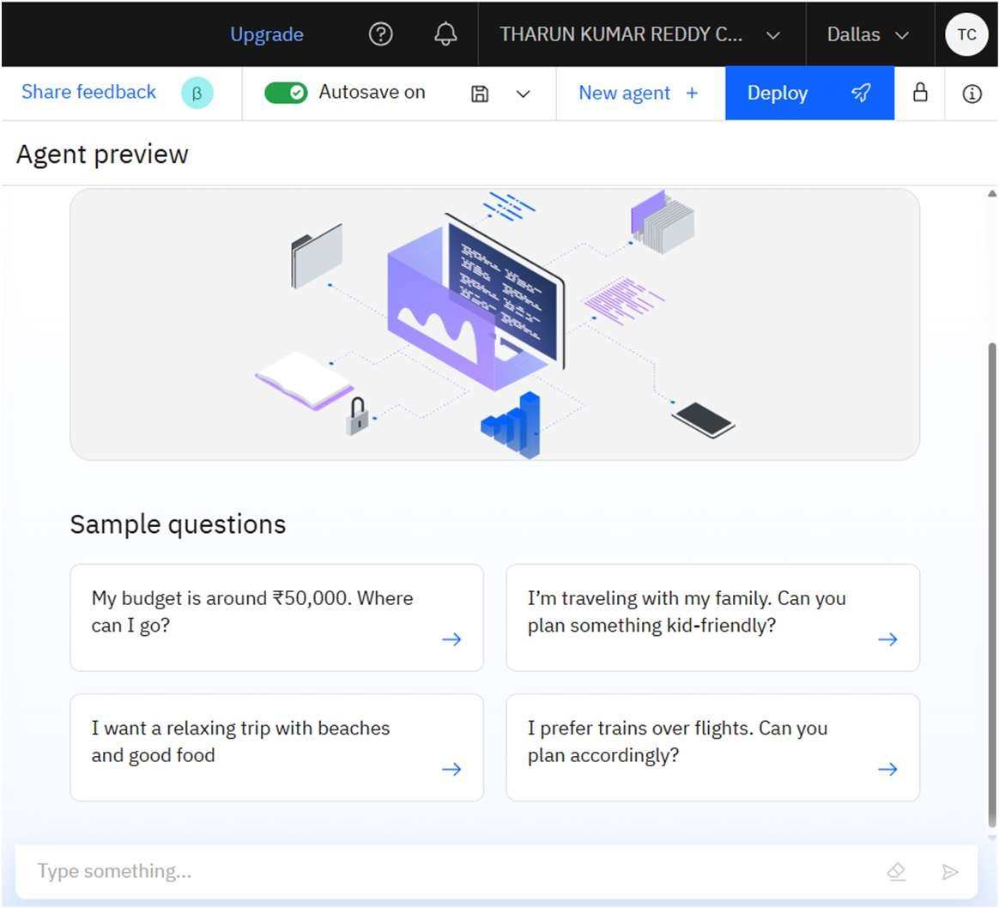 Upgrade
THARUN KUMAR REDDY C...
Dallas
TC
Share feedback
β
Autosave on
New agent +
Deploy
Agent preview
Sample questions
My budget is around ₹50,000. Where
can I go?
I’m traveling with my family. Can you
plan something kid-friendly?
I want a relaxing trip with beaches
and good food
I prefer trains over flights. Can you
plan accordingly?
Type something...